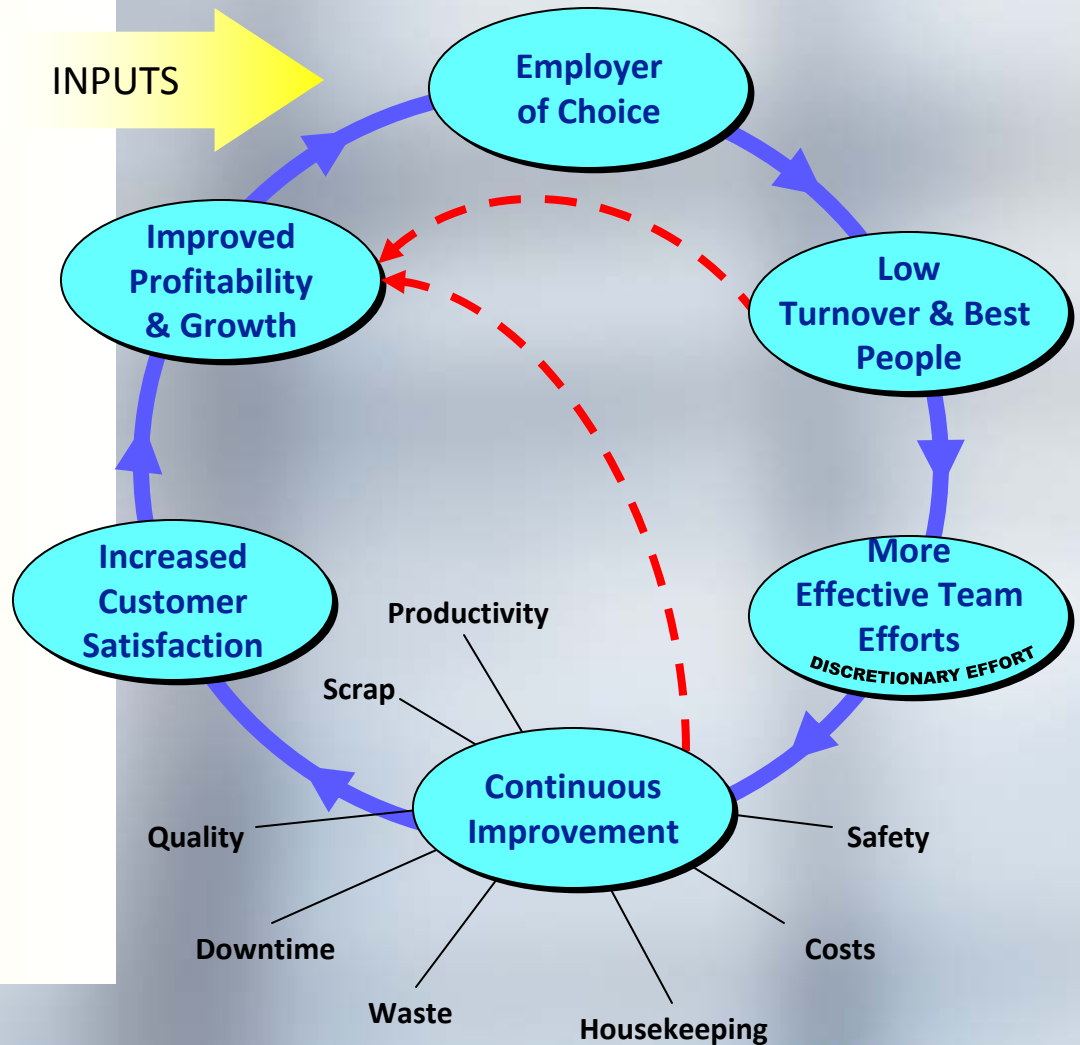 INPUTS
Employer
of Choice
Improved
Profitability
& Growth
Low
Turnover & Best
People
Increased
Customer
Satisfaction
More
Effective Team
Efforts
DISCRETIONARY EFFORT
Productivity
Scrap
Continuous
Improvement
Quality
Safety
Downtime
Costs
Waste
Housekeeping